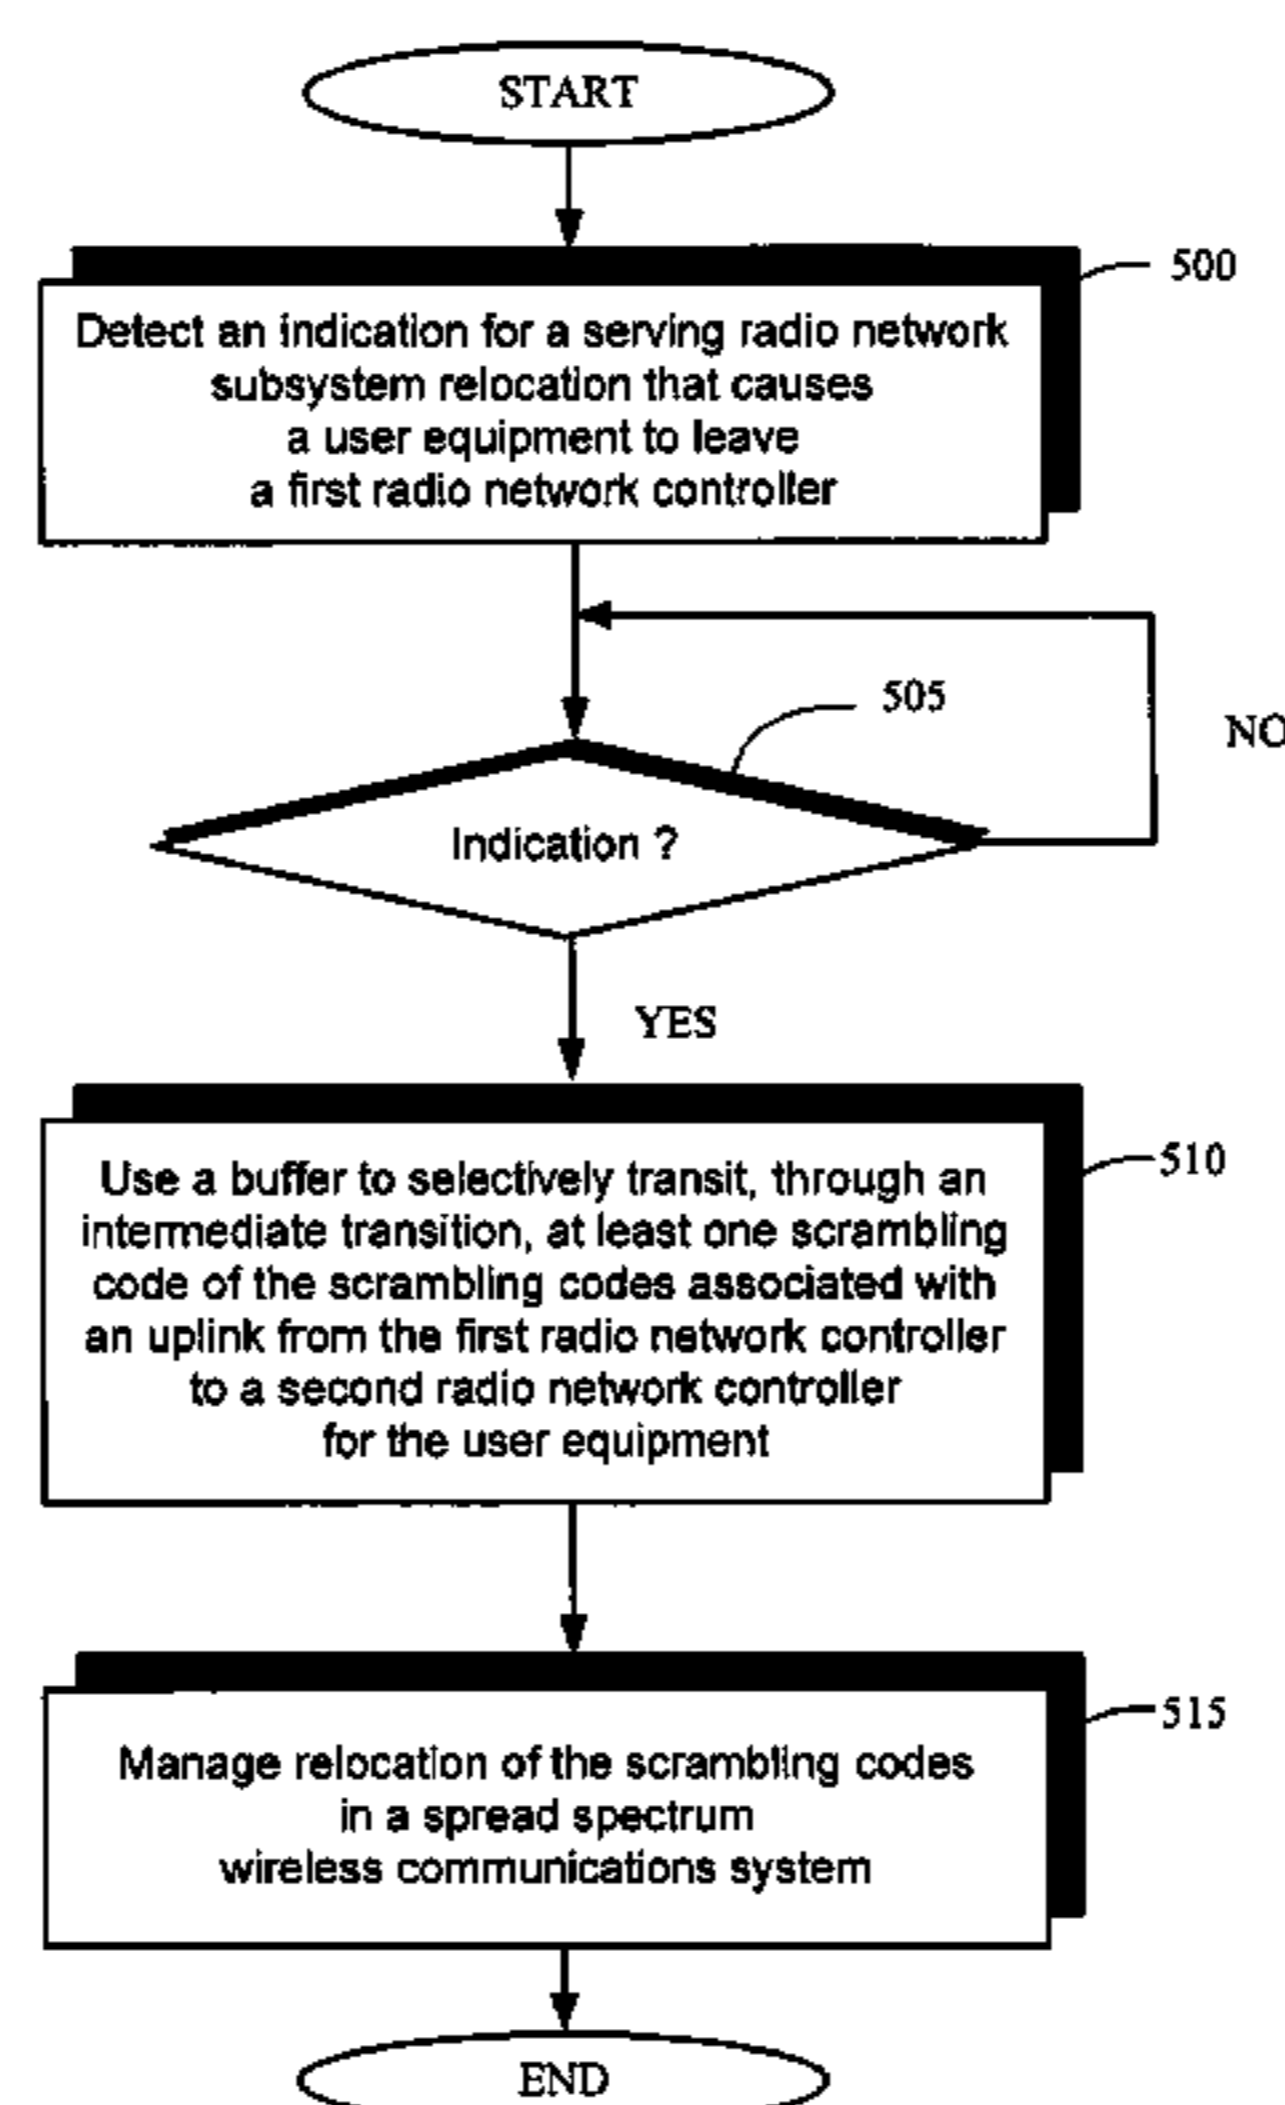 START
500
Detect an indication for a serving radio network
subsystem relocation that causes
a user equipment to leave
a first radio network controller
505
NO
Indication ?
YES
510
Use a buffer to selectively transit, through an
intermediate transition, at least one scrambling
code of the scrambling codes associated with
an uplink from the first radio network controller
to a second radio network controller
for the user equipment
515
Manage relocation of the scrambling codes
in a spread spectrum
wireless communications system
END